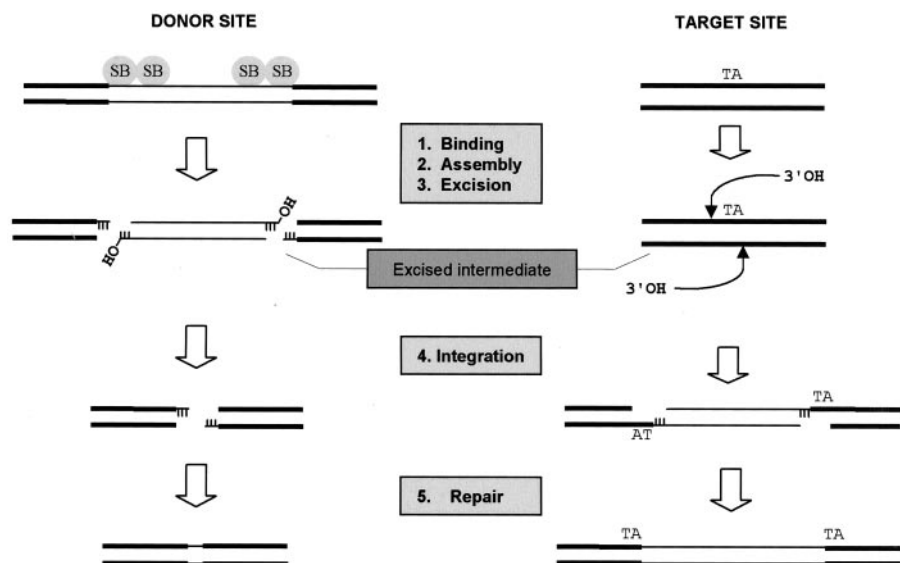 DONOR SITE
TARGET SITE
SB SB SB SB
TA
1. Binding
2. Assembly
3. Excision
3'OH
TA
OH
HO
Excised intermediate
3'OH
4. Integration
TA
AT
5. Repair
TA
TA